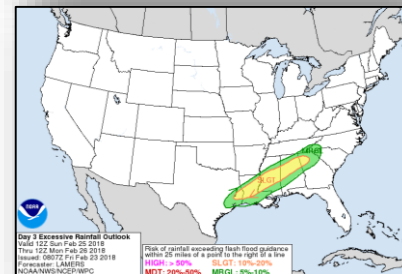 MRGL
SLGT
NOAA
Day 3 Excessive Rainfall Outlook
Valid 12Z Sun Feb 25 2018
Thru 12Z Mon Feb 26 2018
Issued: 0807Z Fri Feb 23 2018
Forecaster: LAMERS
NOAA/NWS/NCEP/WPC
Risk of rainfall exceeding flash flood guidance
within 25 miles of a point to the right of a line
HIGH: > 50% SLGT: 10%-20%
MDT: 20%-50% MRGL: 5%-10%